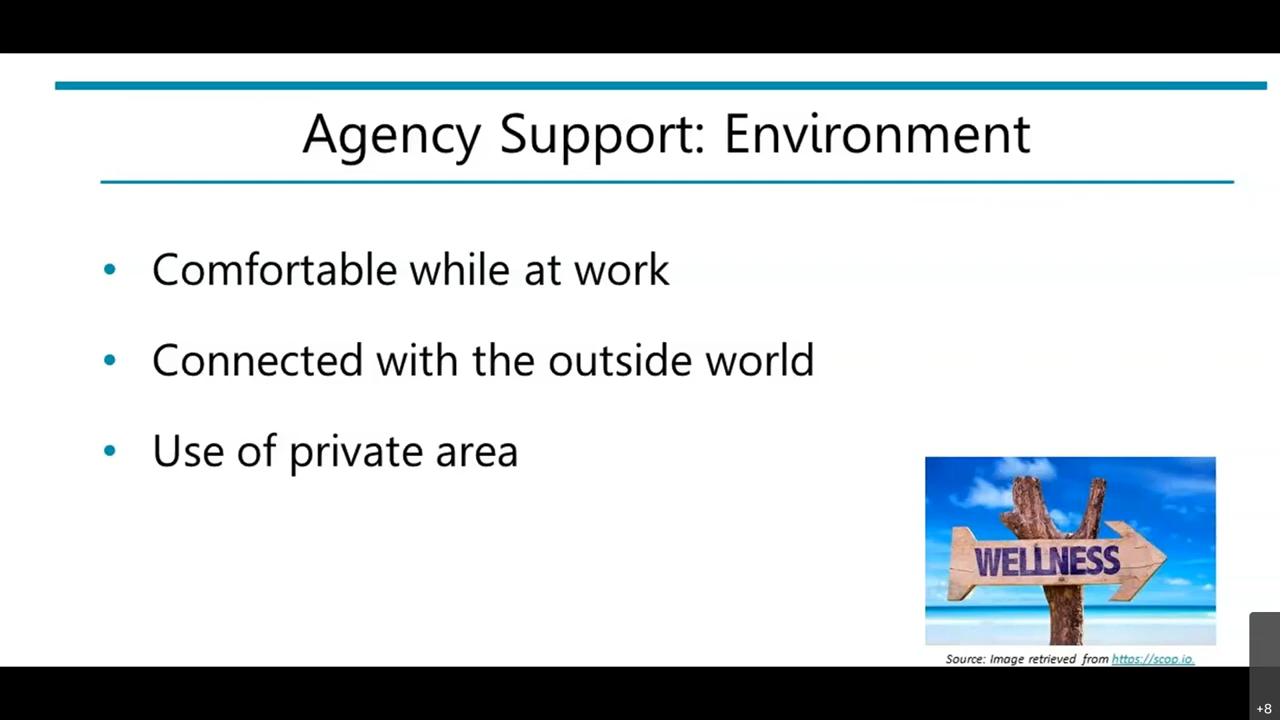 Agency Support: Environment
• Comfortable while at work
• Connected with the outside world
• Use of private area
WELLNESS
Source: Image retrieved from https://scop.io.
+8